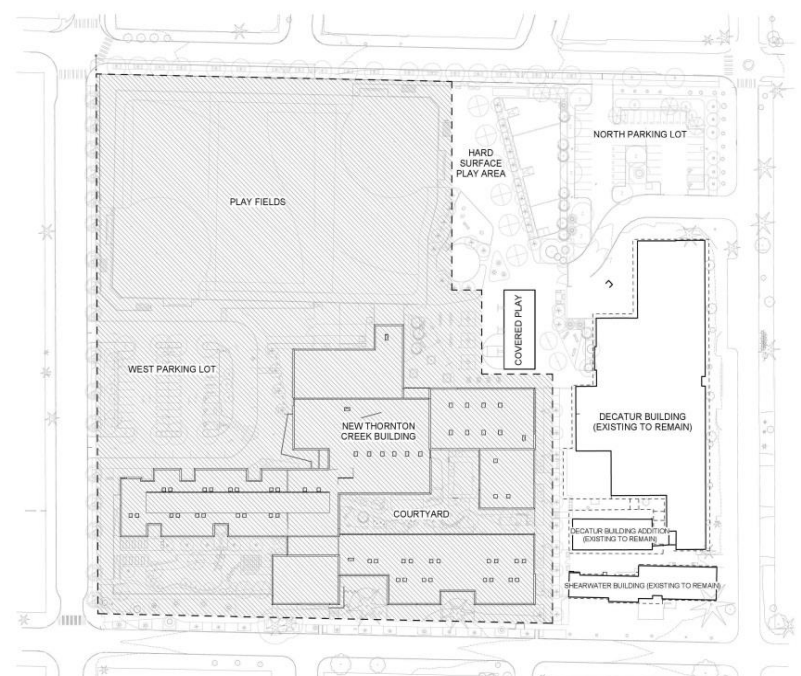 NORTH PARKING LOT
HARD
SURFACE
PLAY AREA
PLAY FIELDS
COVERED PLAY
WEST PARKING LOT
NEW THORNTON
CREEK BUILDING
DECATUR BUILDING
(EXISTING TO REMAIN)
COURTYARD
DECATUR BUILDING ADDITION
(EXISTING TO REMAIN)
SHEARWATER BUILDING (EXISTING TO REMAIN)